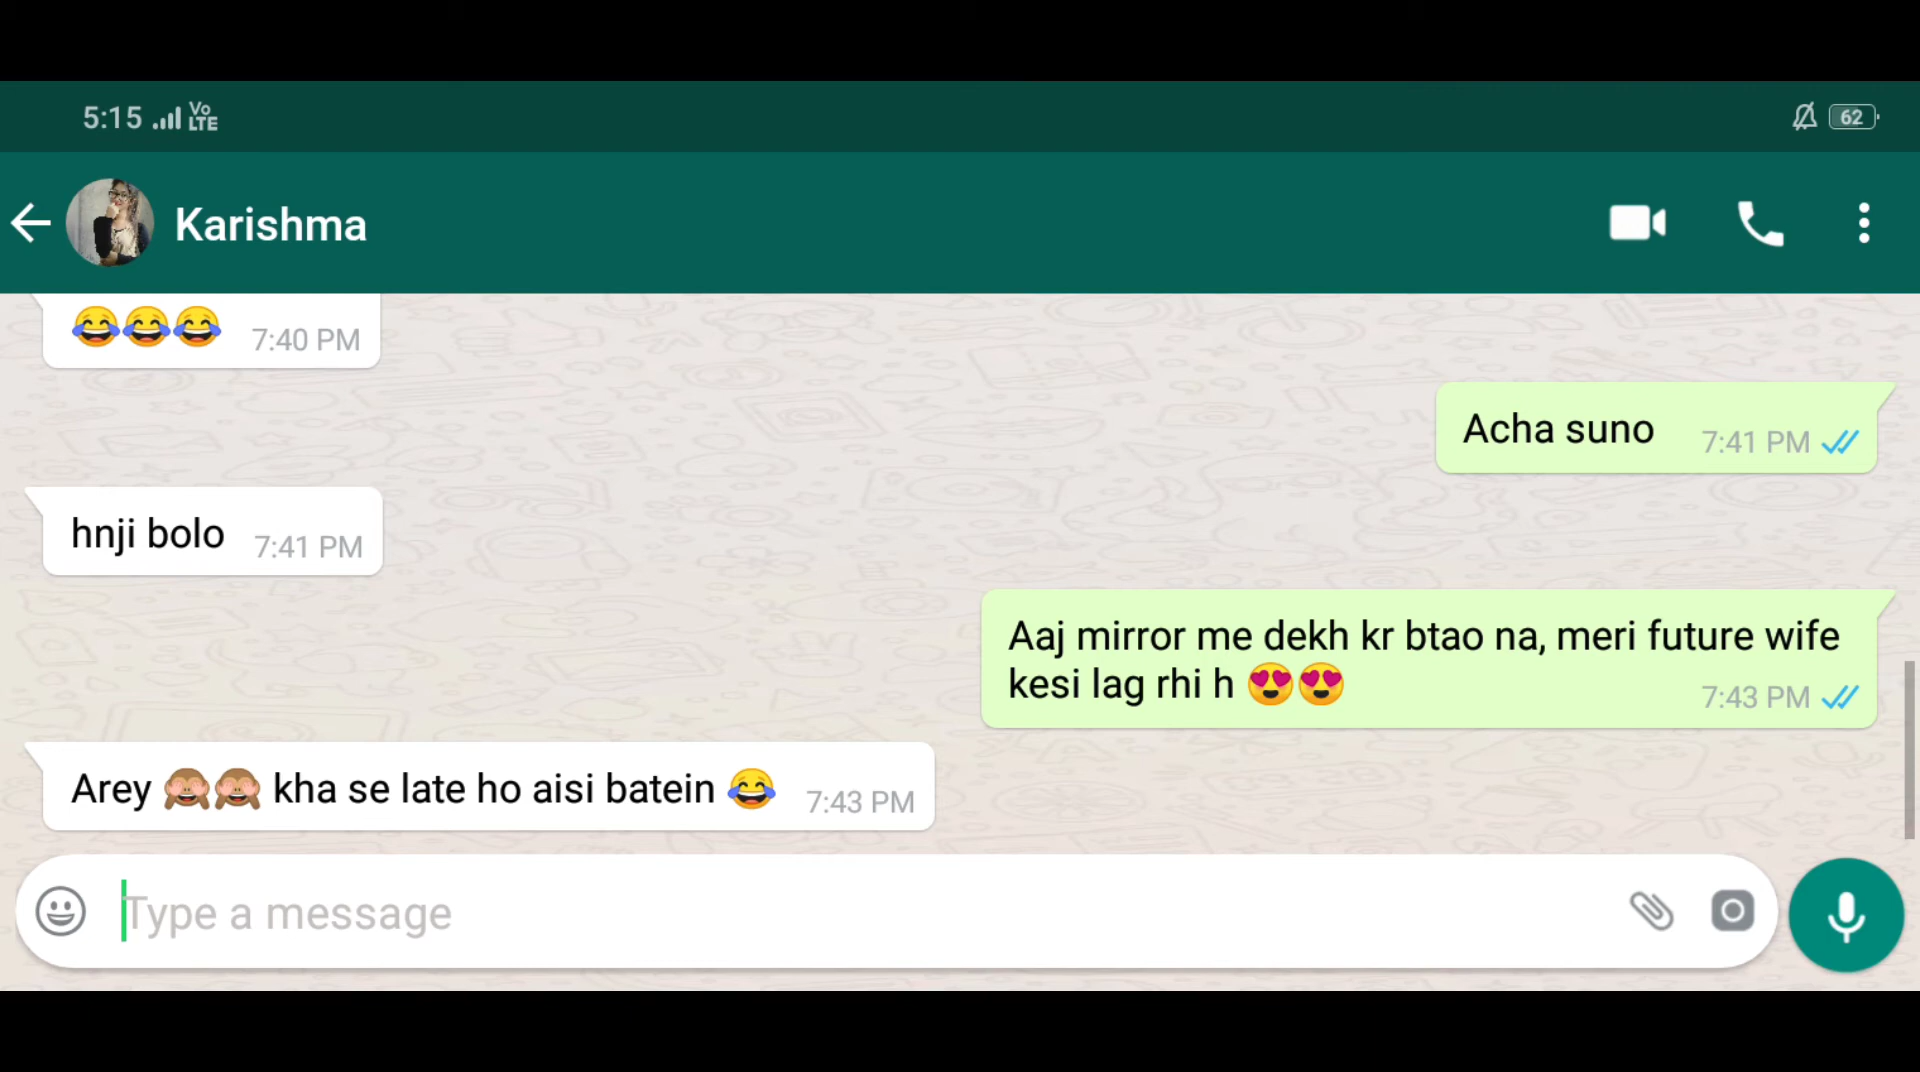 5:15 Vo LTE 62
Karishma
😂😂😂 7:40 PM
Acha suno 7:41 PM
hnji bolo 7:41 PM
Aaj mirror me dekh kr btao na, meri future wife
kesi lag rhi h 😍😍 7:43 PM
Arey 🙈🙈 kha se late ho aisi batein 😂 7:43 PM
Type a message